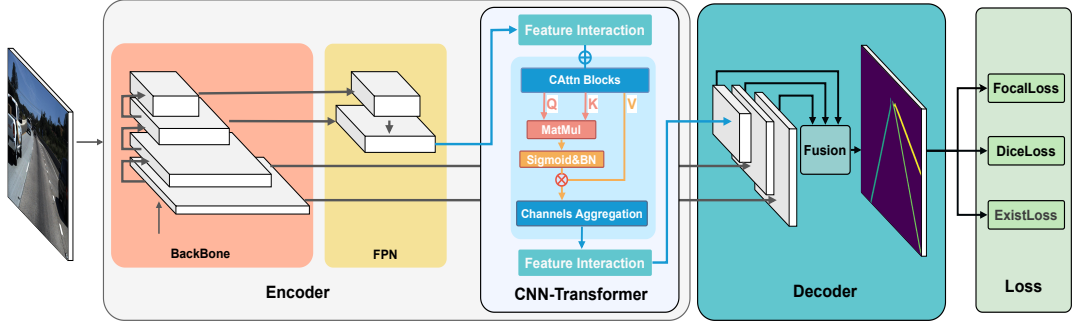 BackBone
FPN
Encoder
Feature Interaction
CAttn Blocks
Q
K
V
MatMul
Sigmoid&BN
Channels Aggregation
Feature Interaction
CNN-Transformer
Fusion
Decoder
FocalLoss
DiceLoss
ExistLoss
Loss